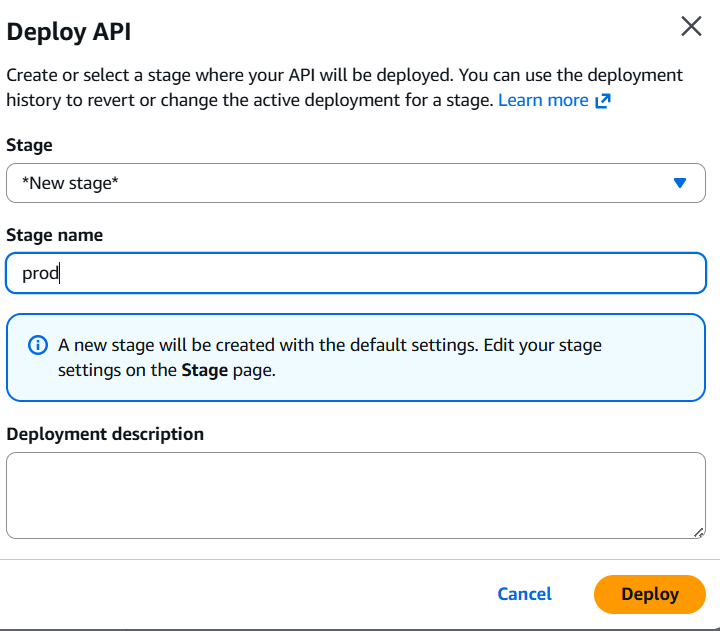 Deploy API
Create or select a stage where your API will be deployed. You can use the deployment
history to revert or change the active deployment for a stage. Learn more
Stage
*New stage*
Stage name
prod
A new stage will be created with the default settings. Edit your stage
settings on the Stage page.
Deployment description
Cancel
Deploy